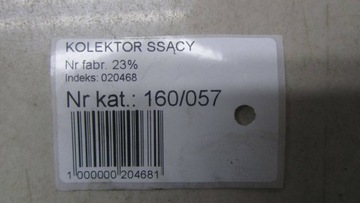 KOLEKTOR SSĄCY
Nr fabr. 23%
Indeks: 020468
Nr kat.: 160/057
1 000000 204681